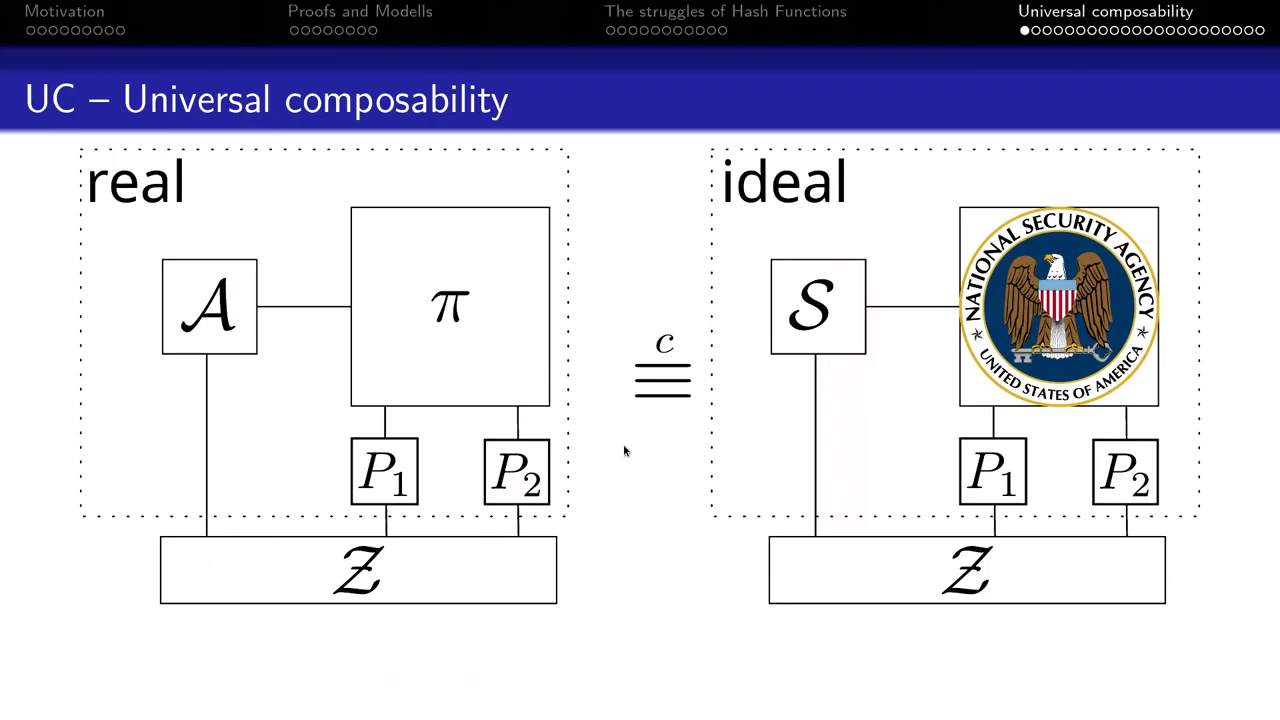 Motivation
Proofs and Modells
The struggles of Hash Functions
Universal composability
UC – Universal composability
real
𝒜
π
P₁
P₂
𝒵
c
≡
ideal
𝒮
NATIONAL SECURITY AGENCY
UNITED STATES OF AMERICA
P₁
P₂
𝒵